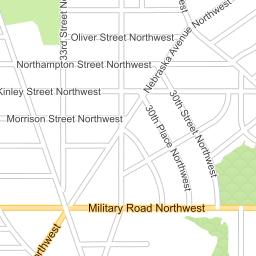 Oliver Street Northwest
33rd Street No
Northampton Street Northwest
Nebraska Avenue Northwest
Kinley Street Northwest
30th Street Northwest
30th Place Northwest
Morrison Street Northwest
Military Road Northwest
orthwest